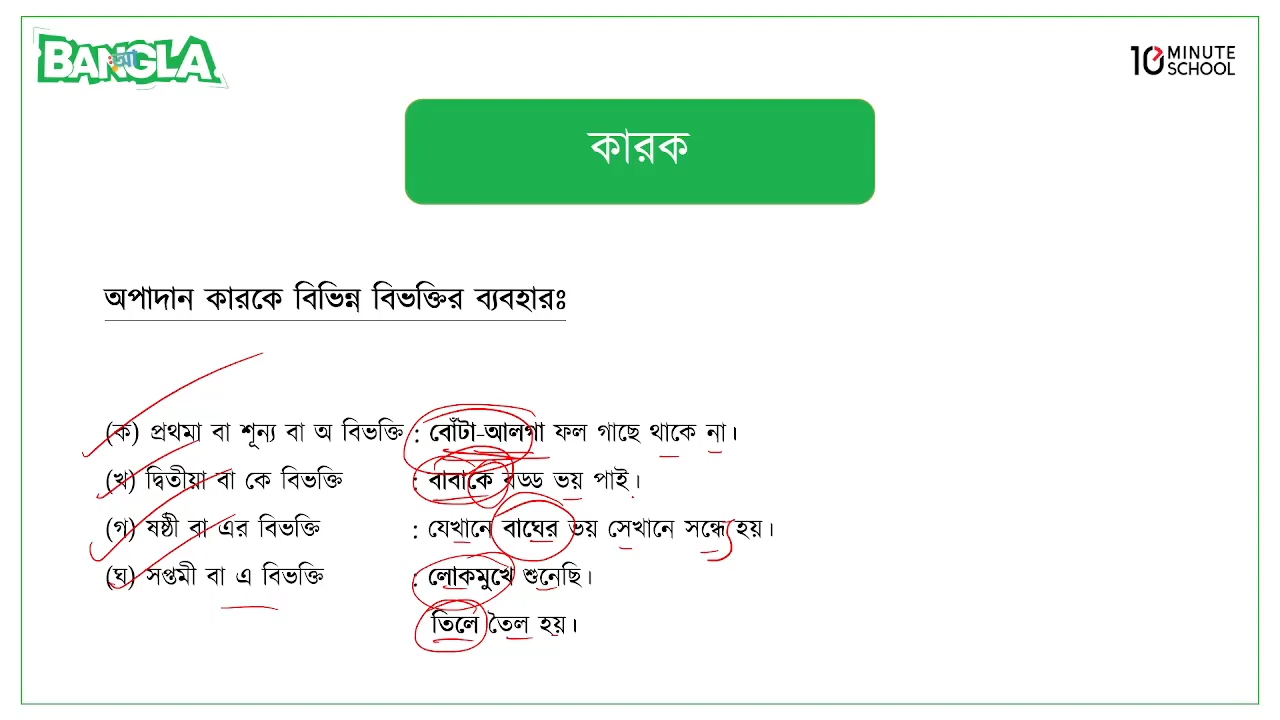 BANGLA
10 MINUTE SCHOOL
কারক
অপাদান কারকে বিভিন্ন বিভক্তির ব্যবহারঃ
(ক) প্রথমা বা শূন্য বা অ বিভক্তি : বোঁটা-আলগা ফল গাছে থাকে না।
(খ) দ্বিতীয়া বা কে বিভক্তি : বাবাকে বড্ড ভয় পাই।
(গ) ষষ্ঠী বা এর বিভক্তি : যেখানে বাঘের ভয় সেখানে সন্ধে হয়।
(ঘ) সপ্তমী বা এ বিভক্তি : লোকমুখে শুনেছি।
তিলে তৈল হয়।